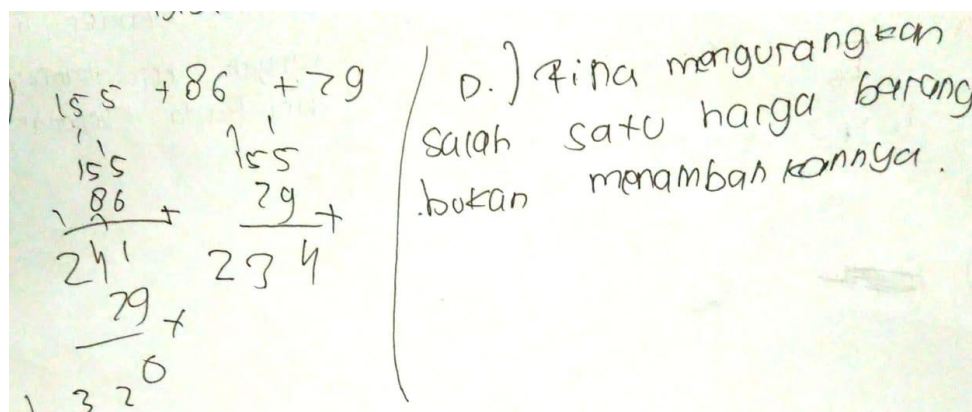 155 + 86 + 79
155
86 +
241
79 +
320
155
79 +
234
D.) Rina mengurangkan
salah satu harga barang
bukan menambahkannya.